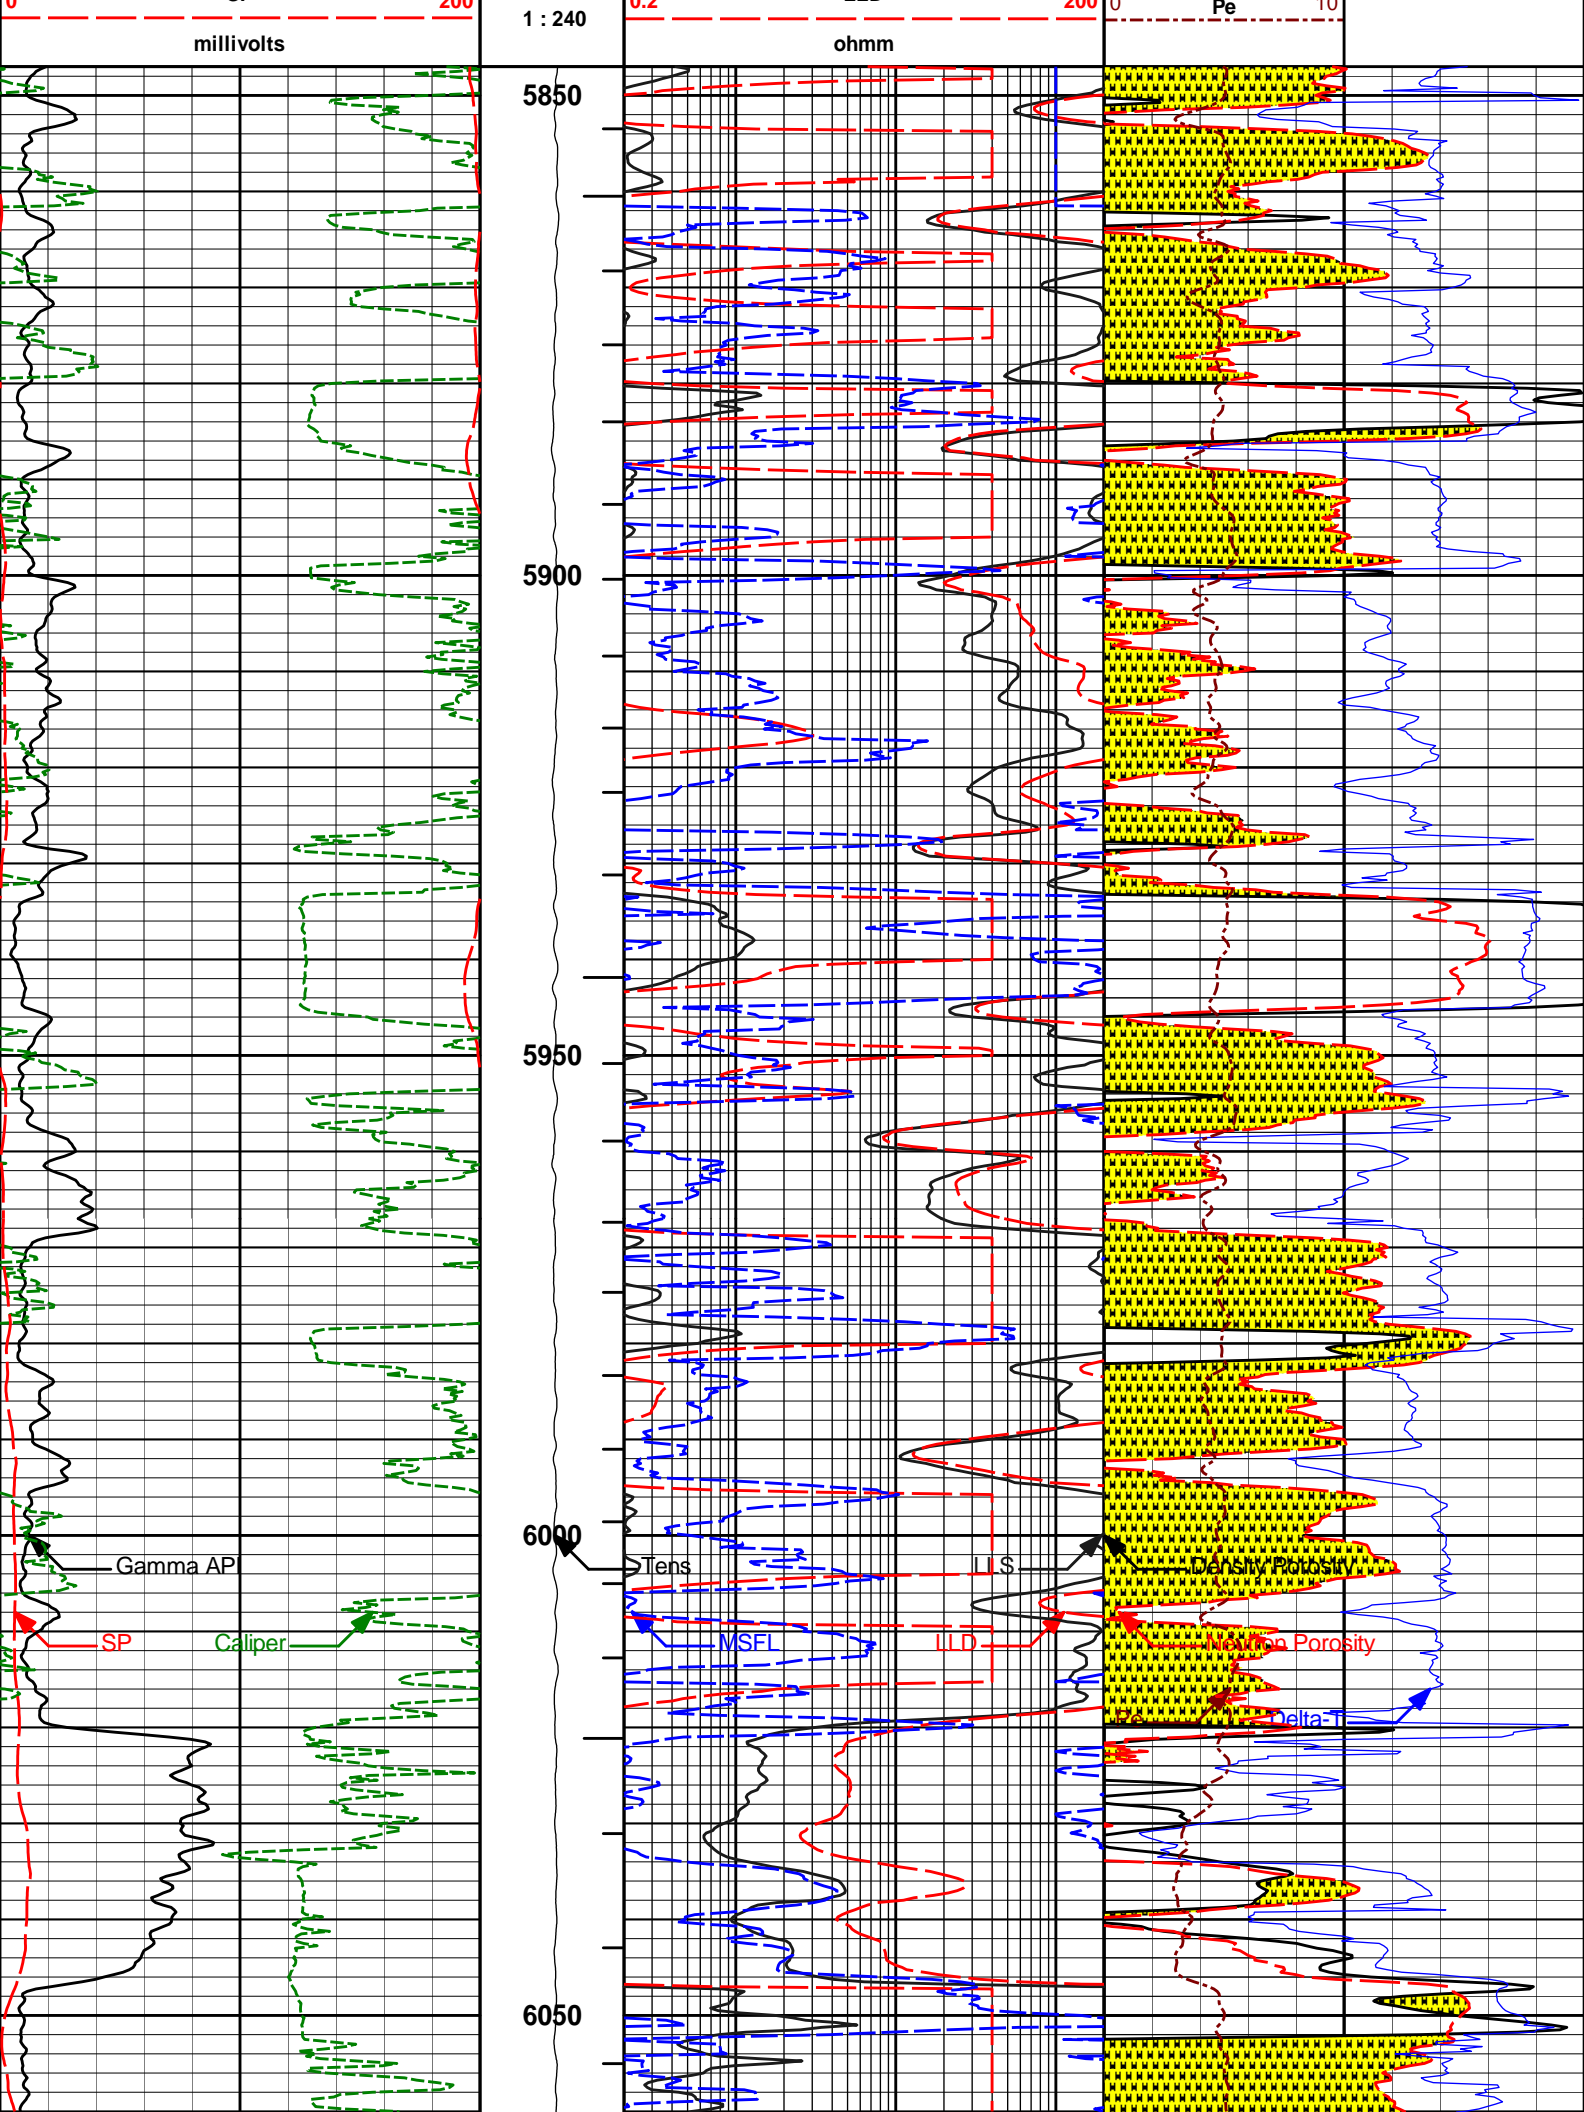 0 200 0.2 200 0 10
1 : 240 Pe
millivolts ohmm
5850
5900
5950
6000
Gamma API Tens LLS Density Porosity
SP Caliper MSFL LLD Neutron Porosity
Pe Delta-T
6050